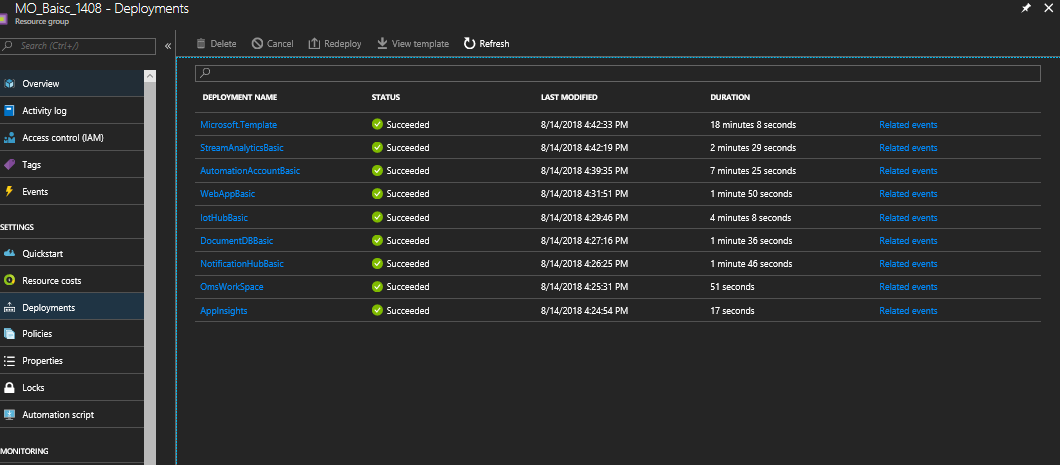 MO_Baisc_1408 - Deployments
Resource group
Search (Ctrl+/)
«
Delete
Cancel
Redeploy
View template
Refresh
Overview
Activity log
Access control (IAM)
Tags
Events
SETTINGS
Quickstart
Resource costs
Deployments
Policies
Properties
Locks
Automation script
MONITORING
DEPLOYMENT NAME STATUS LAST MODIFIED DURATION
Microsoft.Template Succeeded 8/14/2018 4:42:33 PM 18 minutes 8 seconds Related events
StreamAnalyticsBasic Succeeded 8/14/2018 4:42:19 PM 2 minutes 29 seconds Related events
AutomationAccountBasic Succeeded 8/14/2018 4:39:35 PM 7 minutes 25 seconds Related events
WebAppBasic Succeeded 8/14/2018 4:31:51 PM 1 minute 50 seconds Related events
IotHubBasic Succeeded 8/14/2018 4:29:46 PM 4 minutes 8 seconds Related events
DocumentDBBasic Succeeded 8/14/2018 4:27:16 PM 1 minute 36 seconds Related events
NotificationHubBasic Succeeded 8/14/2018 4:26:25 PM 1 minute 46 seconds Related events
OmsWorkSpace Succeeded 8/14/2018 4:25:31 PM 51 seconds Related events
AppInsights Succeeded 8/14/2018 4:24:54 PM 17 seconds Related events